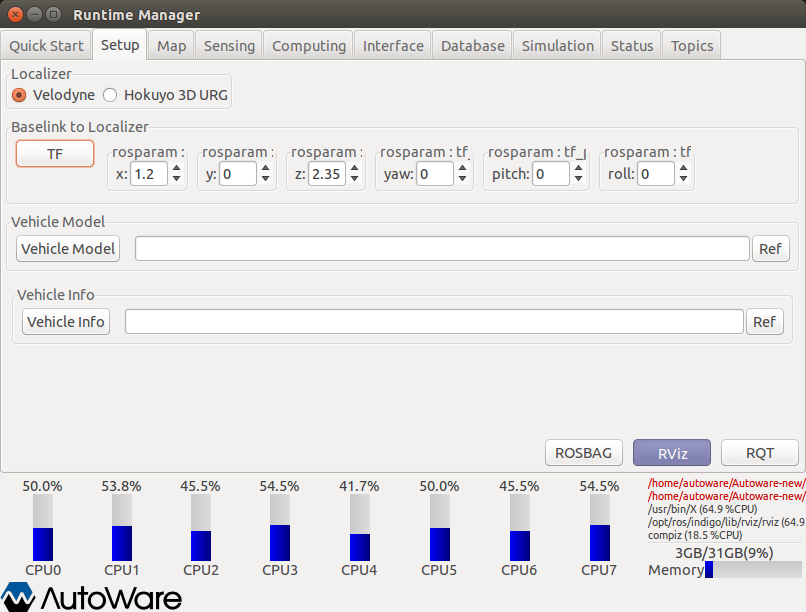 Runtime Manager
Quick Start Setup Map Sensing Computing Interface Database Simulation Status Topics
Localizer
Velodyne Hokuyo 3D URG
Baselink to Localizer
TF
rosparam : rosparam : rosparam : rosparam : tf_ rosparam : tf_p rosparam : tf
x: 1.2 y: 0 z: 2.35 yaw: 0 pitch: 0 roll: 0
Vehicle Model
Vehicle Model Ref
Vehicle Info
Vehicle Info Ref
ROSBAG RViz RQT
50.0% 53.8% 45.5% 54.5% 41.7% 50.0% 45.5% 54.5%
CPU0 CPU1 CPU2 CPU3 CPU4 CPU5 CPU6 CPU7
/home/autoware/Autoware-new/
/home/autoware/Autoware-new/
/usr/bin/X (64.9 %CPU)
/opt/ros/indigo/lib/rviz/rviz (64.9
compiz (18.5 %CPU)
3GB/31GB(9%)
Memory
AutoWare